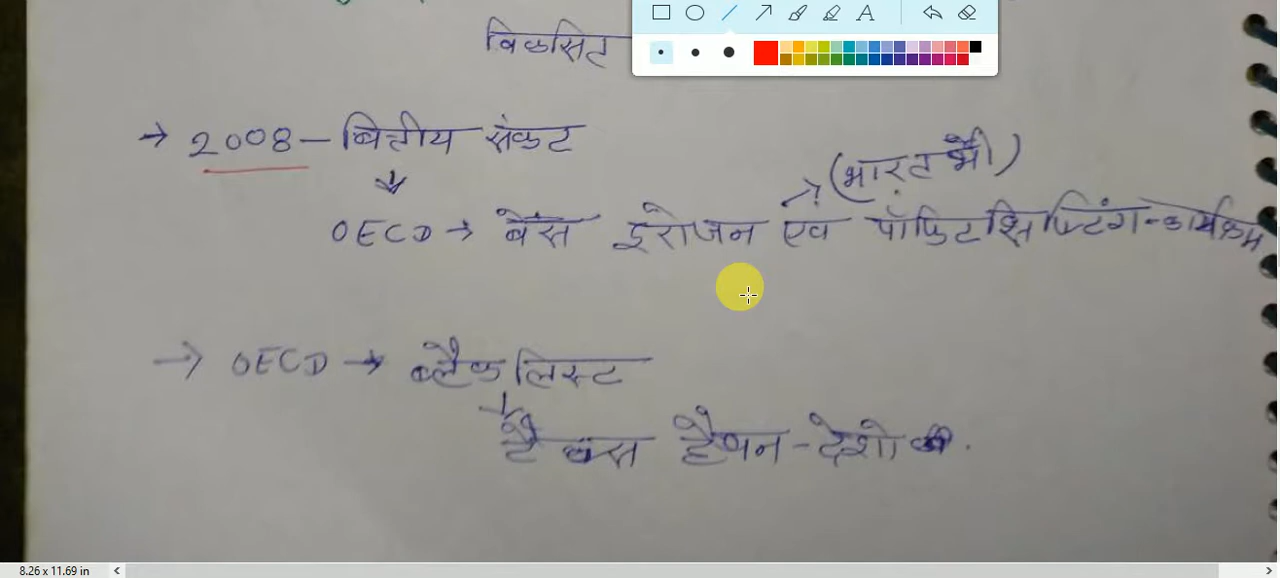 विकसित
→ 2008 – वित्तीय संकट
(भारत भी)
OECD → बेस इरोजन एवं प्रॉफिट शिफ्टिंग-कार्यक्रम
→ OECD → ब्लैक लिस्ट
टैक्स हैवन-देशो की.
8.26 x 11.69 in